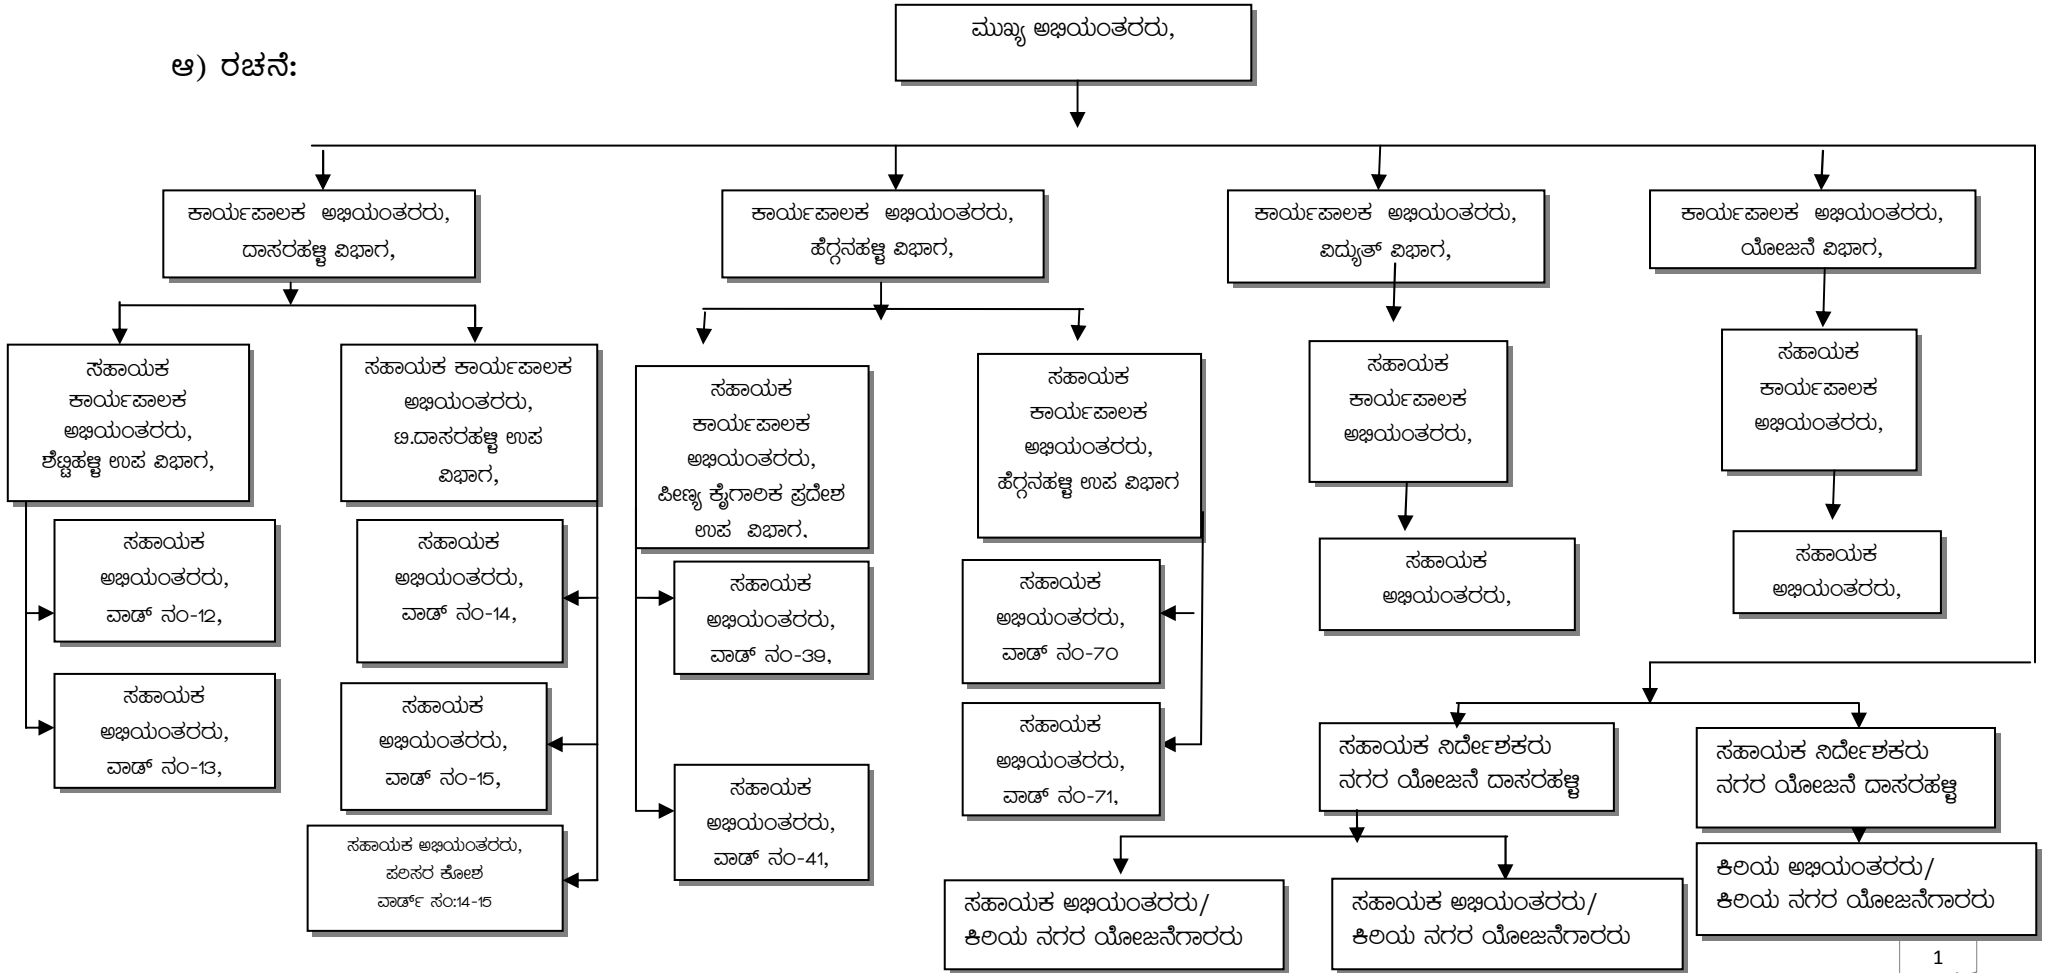 ಮುಖ್ಯ ಅಭಿಯಂತರರು,
ಆ) ರಚನೆ:
ಕಾರ್ಯಪಾಲಕ ಅಭಿಯಂತರರು,
ದಾಸರಹಳ್ಳಿ ವಿಭಾಗ,
ಕಾರ್ಯಪಾಲಕ ಅಭಿಯಂತರರು,
ಹೆಗ್ಗನಹಳ್ಳಿ ವಿಭಾಗ,
ಕಾರ್ಯಪಾಲಕ ಅಭಿಯಂತರರು,
ವಿದ್ಯುತ್ ವಿಭಾಗ,
ಕಾರ್ಯಪಾಲಕ ಅಭಿಯಂತರರು,
ಯೋಜನೆ ವಿಭಾಗ,
ಸಹಾಯಕ
ಕಾರ್ಯಪಾಲಕ
ಅಭಿಯಂತರರು,
ಶೆಟ್ಟಿಹಳ್ಳಿ ಉಪ ವಿಭಾಗ,
ಸಹಾಯಕ ಕಾರ್ಯಪಾಲಕ
ಅಭಿಯಂತರರು,
ಟಿ.ದಾಸರಹಳ್ಳಿ ಉಪ
ವಿಭಾಗ,
ಸಹಾಯಕ
ಕಾರ್ಯಪಾಲಕ
ಅಭಿಯಂತರರು,
ಪೀಣ್ಯ ಕೈಗಾರಿಕ ಪ್ರದೇಶ
ಉಪ ವಿಭಾಗ,
ಸಹಾಯಕ
ಕಾರ್ಯಪಾಲಕ
ಅಭಿಯಂತರರು,
ಹೆಗ್ಗನಹಳ್ಳಿ ಉಪ ವಿಭಾಗ
ಸಹಾಯಕ
ಕಾರ್ಯಪಾಲಕ
ಅಭಿಯಂತರರು,
ಸಹಾಯಕ
ಕಾರ್ಯಪಾಲಕ
ಅಭಿಯಂತರರು,
ಸಹಾಯಕ
ಅಭಿಯಂತರರು,
ವಾಡ್ ನಂ-12,
ಸಹಾಯಕ
ಅಭಿಯಂತರರು,
ವಾಡ್ ನಂ-14,
ಸಹಾಯಕ
ಅಭಿಯಂತರರು,
ವಾಡ್ ನಂ-39,
ಸಹಾಯಕ
ಅಭಿಯಂತರರು,
ವಾಡ್ ನಂ-70
ಸಹಾಯಕ
ಅಭಿಯಂತರರು,
ಸಹಾಯಕ
ಅಭಿಯಂತರರು,
ಸಹಾಯಕ
ಅಭಿಯಂತರರು,
ವಾಡ್ ನಂ-13,
ಸಹಾಯಕ
ಅಭಿಯಂತರರು,
ವಾಡ್ ನಂ-15,
ಸಹಾಯಕ
ಅಭಿಯಂತರರು,
ವಾಡ್ ನಂ-41,
ಸಹಾಯಕ
ಅಭಿಯಂತರರು,
ವಾಡ್ ನಂ-71,
ಸಹಾಯಕ ನಿರ್ದೇಶಕರು
ನಗರ ಯೋಜನೆ ದಾಸರಹಳ್ಳಿ
ಸಹಾಯಕ ನಿರ್ದೇಶಕರು
ನಗರ ಯೋಜನೆ ದಾಸರಹಳ್ಳಿ
ಸಹಾಯಕ ಅಭಿಯಂತರರು,
ಪರಿಸರ ಕೋಶ
ವಾರ್ಡ್ ಸಂ:14-15
ಸಹಾಯಕ ಅಭಿಯಂತರರು/
ಕಿರಿಯ ನಗರ ಯೋಜನೆಗಾರರು
ಸಹಾಯಕ ಅಭಿಯಂತರರು/
ಕಿರಿಯ ನಗರ ಯೋಜನೆಗಾರರು
ಕಿರಿಯ ಅಭಿಯಂತರರು/
ಕಿರಿಯ ನಗರ ಯೋಜನೆಗಾರರು
1